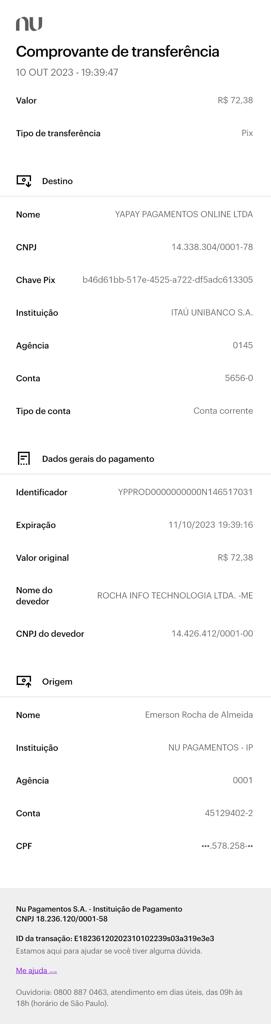 nu
Comprovante de transferência
10 OUT 2023 - 19:39:47
Valor R$ 72,38
Tipo de transferência Pix
Destino
Nome YAPAY PAGAMENTOS ONLINE LTDA
CNPJ 14.338.304/0001-78
Chave Pix b46d61bb-517e-4525-a722-df5adc613305
Instituição ITAÚ UNIBANCO S.A.
Agência 0145
Conta 5656-0
Tipo de conta Conta corrente
Dados gerais do pagamento
Identificador YPPROD0000000000N146517031
Expiração 11/10/2023 19:39:16
Valor original R$ 72,38
Nome do
devedor ROCHA INFO TECHNOLOGIA LTDA. -ME
CNPJ do devedor 14.426.412/0001-00
Origem
Nome Emerson Rocha de Almeida
Instituição NU PAGAMENTOS - IP
Agência 0001
Conta 45129402-2
CPF •••.578.258-••
Nu Pagamentos S.A. - Instituição de Pagamento
CNPJ 18.236.120/0001-58
ID da transação: E18236120202310102239s03a319e3e3
Estamos aqui para ajudar se você tiver alguma dúvida.
Me ajuda →
Ouvidoria: 0800 887 0463, atendimento em dias úteis, das 09h às
18h (horário de São Paulo).